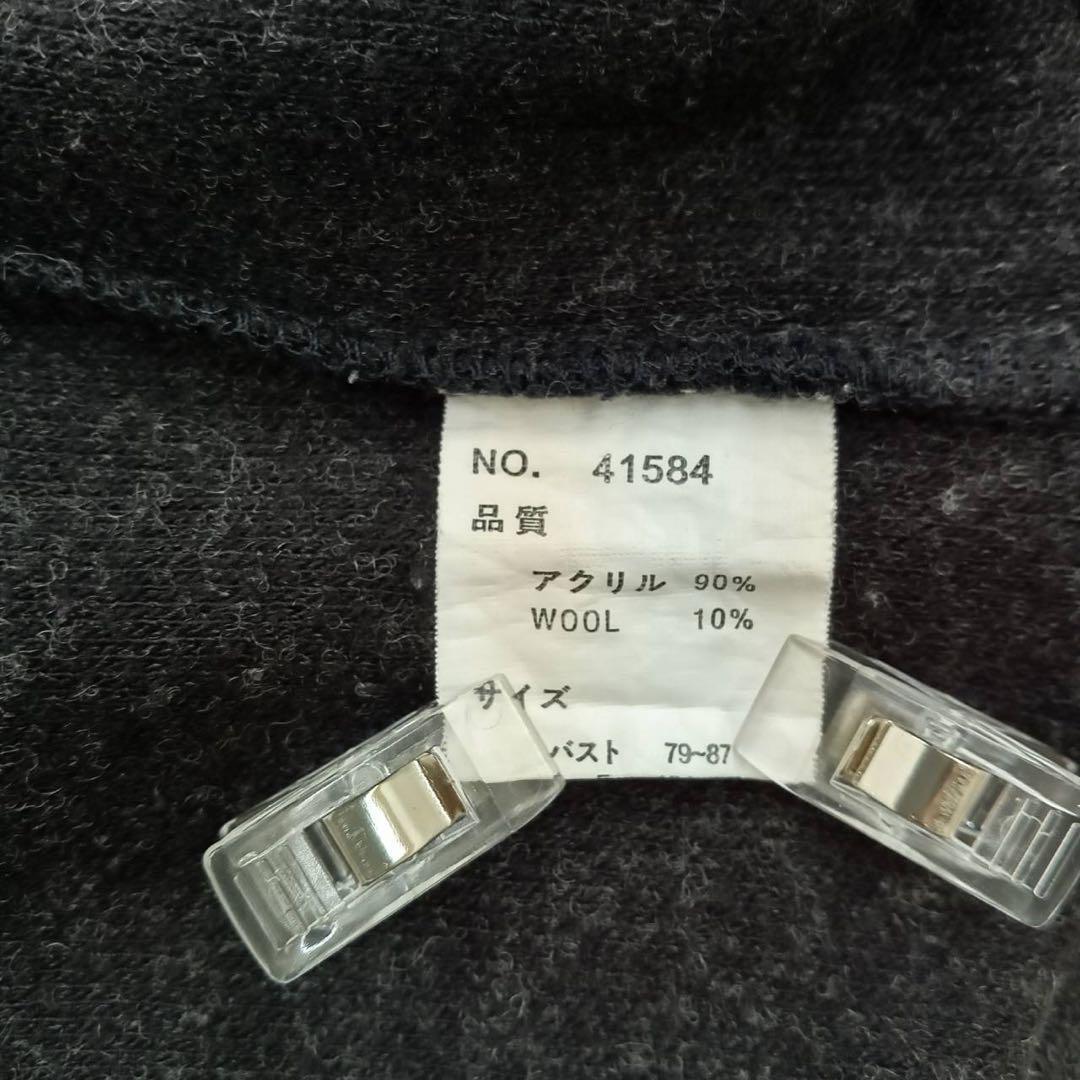 NO. 41584
品質
アクリル 90%
WOOL 10%
サイズ
バスト 79~87